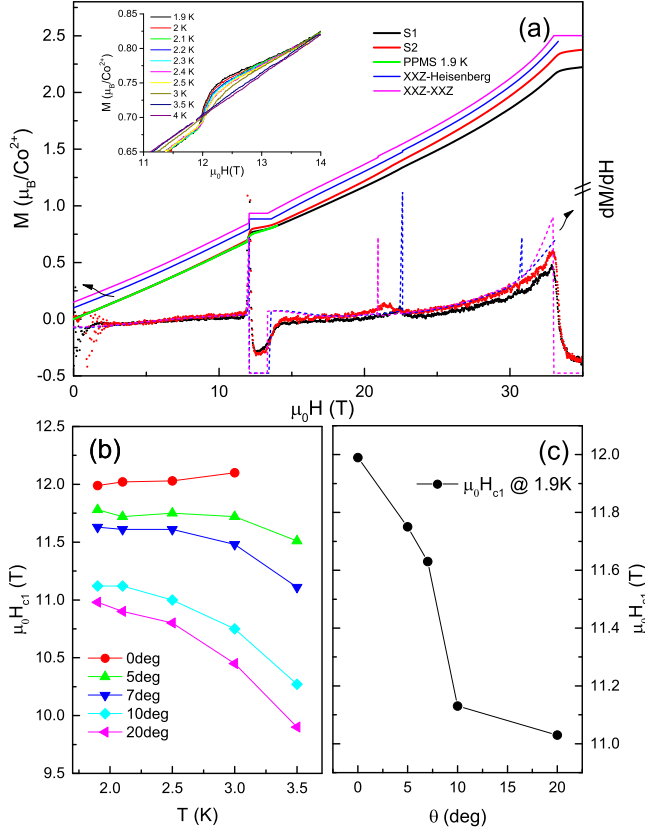 (a)
S1
S2
PPMS 1.9 K
XXZ-Heisenberg
XXZ-XXZ
1.9 K
2 K
2.1 K
2.2 K
2.3 K
2.4 K
2.5 K
3 K
3.5 K
4 K
0.85
0.80
0.75
0.70
0.65
M (μB/Co2+)
11 12 13 14
μ0H(T)
2.5
2.0
1.5
1.0
0.5
0.0
-0.5
M (μB/Co2+)
dM/dH
0 10 20 30
μ0H (T)
(b)
12.5
12.0
11.5
11.0
10.5
10.0
9.5
μ0Hc1 (T)
0deg
5deg
7deg
10deg
20deg
2.0 2.5 3.0 3.5
T (K)
(c)
μ0Hc1 @ 1.9K
12.0
11.8
11.6
11.4
11.2
11.0
μ0Hc1 (T)
0 5 10 15 20
θ (deg)